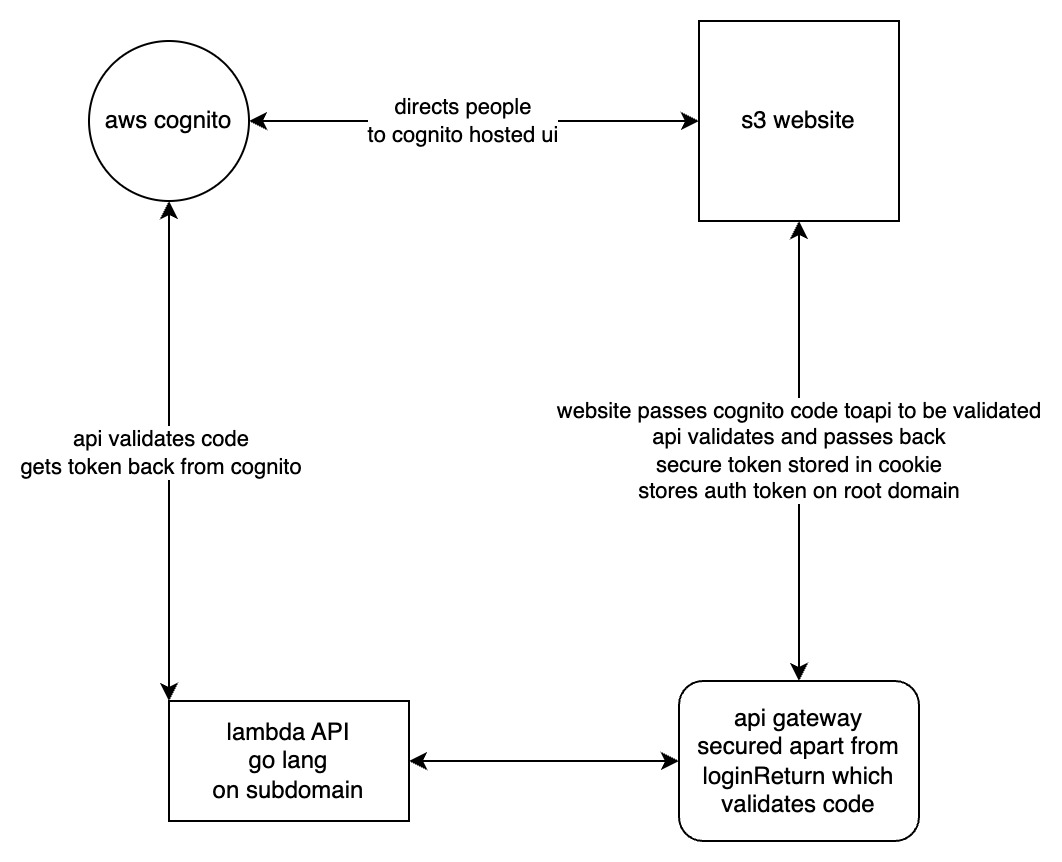 aws cognito
directs people
to cognito hosted ui
s3 website
api validates code
gets token back from cognito
website passes cognito code toapi to be validated
api validates and passes back
secure token stored in cookie
stores auth token on root domain
lambda API
go lang
on subdomain
api gateway
secured apart from
loginReturn which
validates code